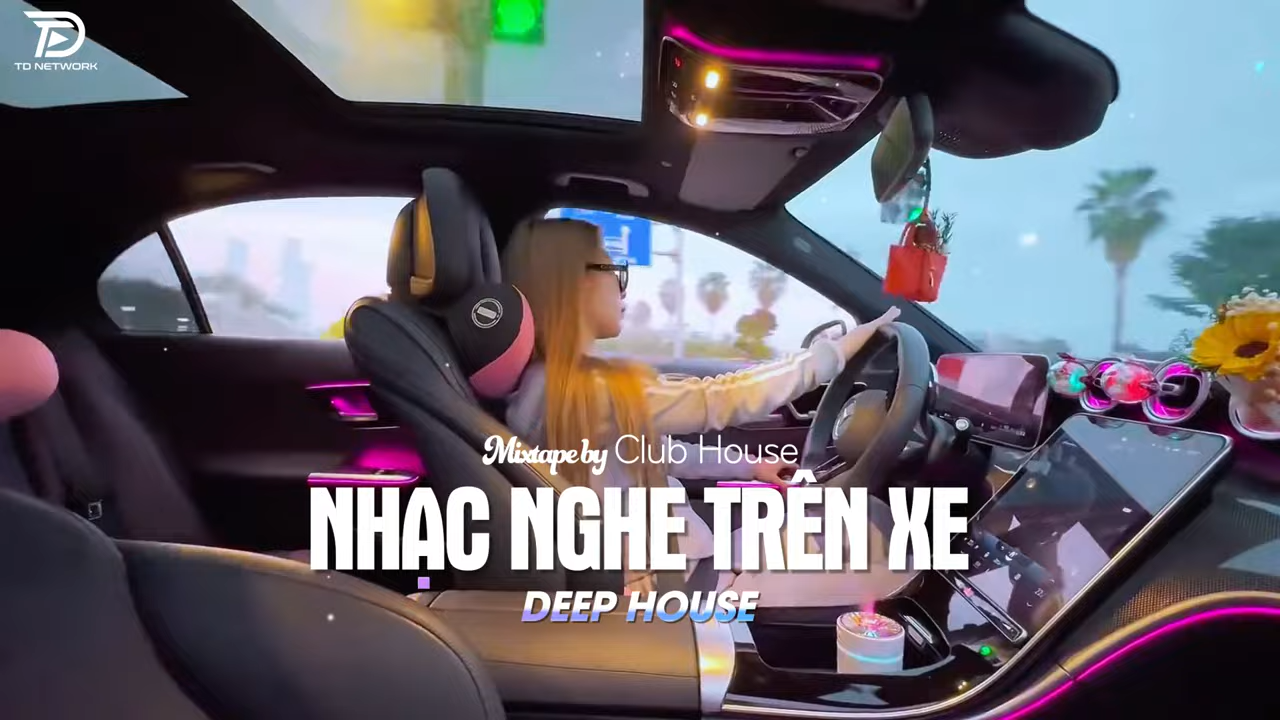 TD NETWORK
Mixtape by Club House
NHẠC NGHE TRÊN XE
DEEP HOUSE